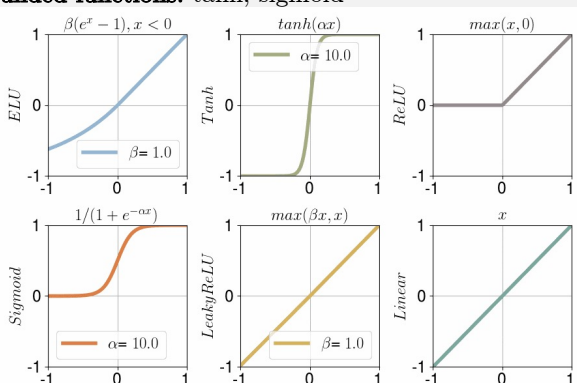 unded functions: tanh, sigmoid
β(e^x − 1), x < 0
ELU
1
0
-1
-1 0 1
β= 1.0
tanh(αx)
Tanh
1
0
-1
-1 0 1
α= 10.0
max(x, 0)
ReLU
1
0
-1
-1 0 1
1/(1 + e^{−αx})
Sigmoid
1
0
-1
-1 0 1
α= 10.0
max(βx, x)
LeakyReLU
1
0
-1
-1 0 1
β= 1.0
x
Linear
1
0
-1
-1 0 1